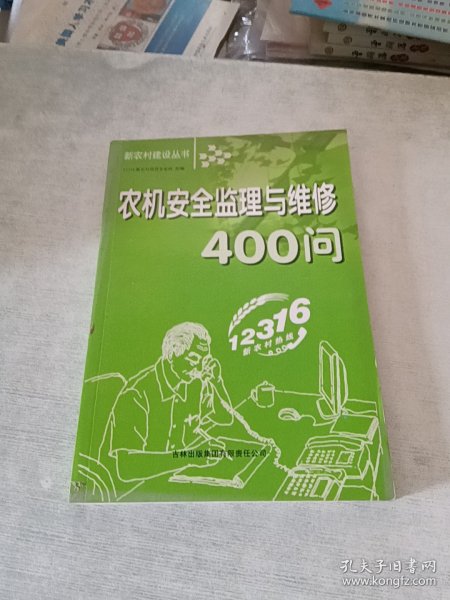 新农村建设丛书
农机安全监理与维修
400问
12316
新农村热线
吉林出版集团有限责任公司
孔夫子旧书网
www.kongfz.com